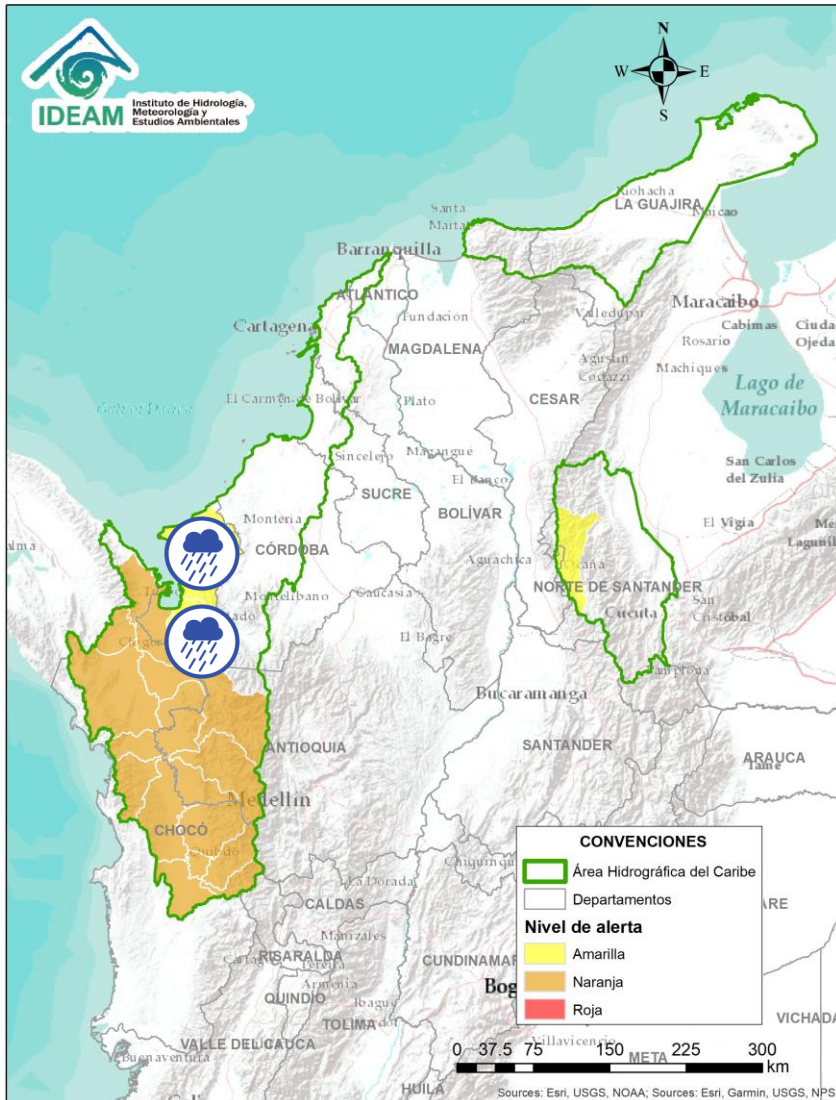 IDEAM
Instituto de Hidrología,
Meteorología y
Estudios Ambientales
N
W
E
S
Riohacha
LA GUAJIRA
Maicao
Santa
Marta
Barranquilla
ATLÁNTICO
Fundación
Cartagena
Valledupar
Maracaibo
Cabimas
Ciuda
Ojeda
Rosario
MAGDALENA
Machiques
Agustín
Codazzi
Lago de
Maracaibo
El Carmen de Bolívar
Plato
CESAR
Sincelejo
Magangué
San Carlos
del Zulia
SUCRE
El Banco
BOLÍVAR
Montería
El Vigía
CÓRDOBA
Aguachica
Ocaña
NORTE DE SANTANDER
Montelíbano
Caucasia
Cúcuta
San
Cristóbal
El Bagre
Pamplona
Bucaramanga
ANTIOQUIA
SANTANDER
ARAUCA
Tame
Medellín
CHOCÓ
Quibdó
La Dorada
CALDAS
Manizales
RISARALDA
Pereira
CUNDINAMAR
Armenia
QUINDÍO
Ibagué
TOLIMA
Bog
VICHADA
VALLE DEL CAUCA
Villavicencio
META
Buenaventura
HUILA
CONVENCIONES
Área Hidrográfica del Caribe
Departamentos
Nivel de alerta
Amarilla
Naranja
Roja
0 37.5 75 150 225 300
km
Sources: Esri, USGS, NOAA; Sources: Esri, Garmin, USGS, NPS